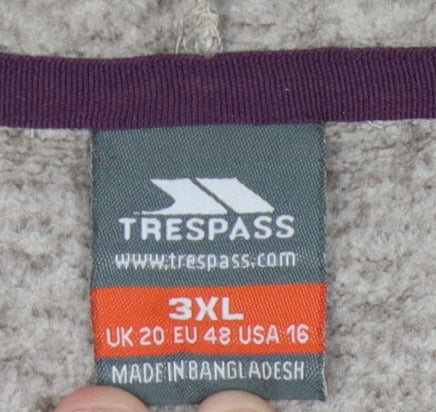 TRESPASS
www.trespass.com
3XL
UK 20 EU 48 USA 16
MADE IN BANGLADESH